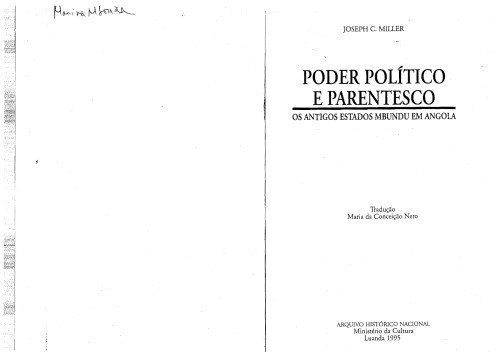 JOSEPH C. MILLER
PODER POLÍTICO
E PARENTESCO
OS ANTIGOS ESTADOS MBUNDU EM ANGOLA
Tradução
Maria da Conceição Neto
ARQUIVO HISTÓRICO NACIONAL
Ministério da Cultura
Luanda 1995